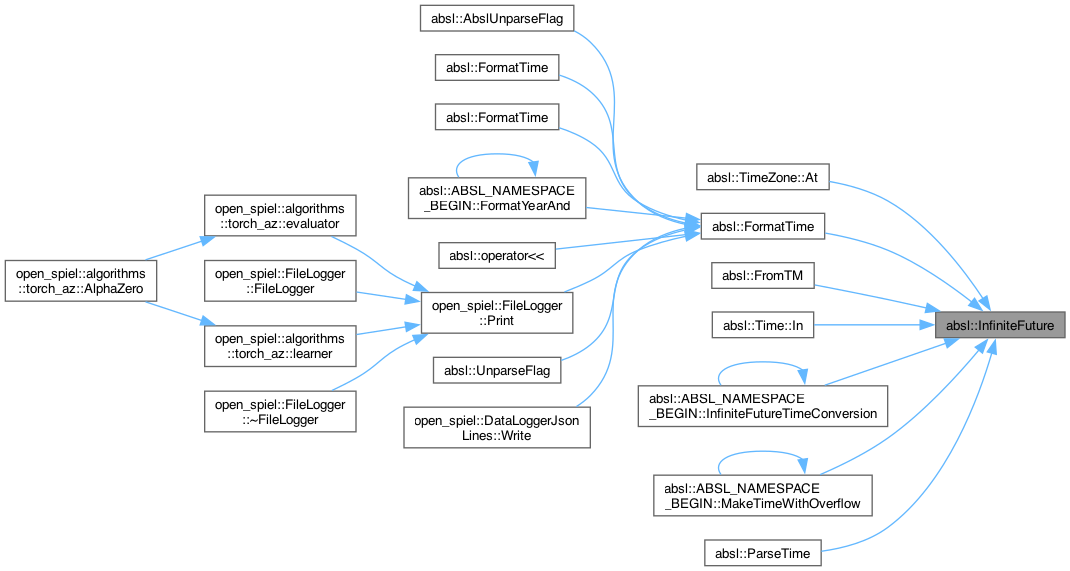 absl::AbslUnparseFlag
absl::FormatTime
absl::FormatTime
absl::ABSL_NAMESPACE
_BEGIN::FormatYearAnd
absl::operator<<
open_spiel::FileLogger
::Print
absl::UnparseFlag
open_spiel::DataLoggerJson
Lines::Write
open_spiel::algorithms
::torch_az::evaluator
open_spiel::FileLogger
::FileLogger
open_spiel::algorithms
::torch_az::learner
open_spiel::FileLogger
::~FileLogger
open_spiel::algorithms
::torch_az::AlphaZero
absl::TimeZone::At
absl::FormatTime
absl::FromTM
absl::Time::In
absl::ABSL_NAMESPACE
_BEGIN::InfiniteFutureTimeConversion
absl::ABSL_NAMESPACE
_BEGIN::MakeTimeWithOverflow
absl::ParseTime
absl::InfiniteFuture